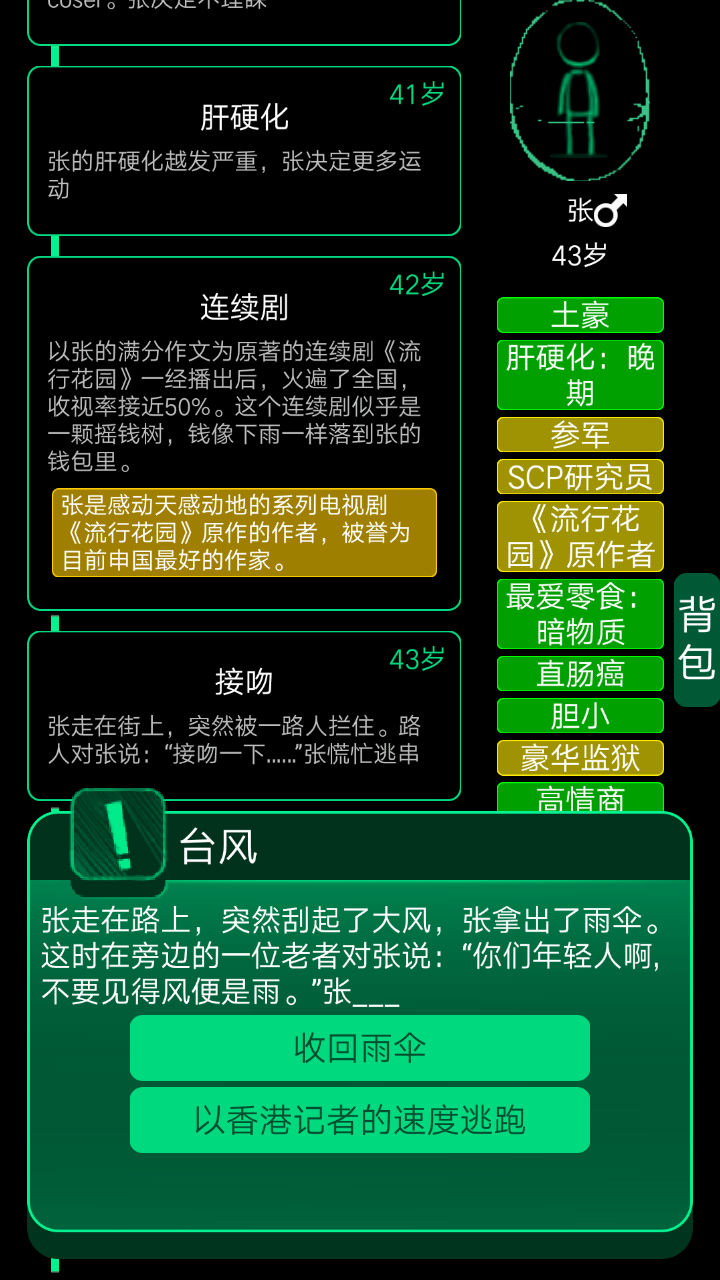 coser。张决定不理睬
41岁
肝硬化
张的肝硬化越发严重，张决定更多运
动
42岁
连续剧
以张的满分作文为原著的连续剧《流
行花园》一经播出后，火遍了全国，
收视率接近50%。这个连续剧似乎是
一颗摇钱树，钱像下雨一样落到张的
钱包里。
张是感动天感动地的系列电视剧
《流行花园》原作的作者，被誉为
目前申国最好的作家。
43岁
接吻
张走在街上，突然被一路人拦住。路
人对张说：“接吻一下......”张慌忙逃串
张♂
43岁
土豪
肝硬化：晚
期
参军
SCP研究员
《流行花
园》原作者
最爱零食：
暗物质
直肠癌
胆小
豪华监狱
高情商
背
包
台风
张走在路上，突然刮起了大风，张拿出了雨伞。
这时在旁边的一位老者对张说：“你们年轻人啊,
不要见得风便是雨。”张___
收回雨伞
以香港记者的速度逃跑